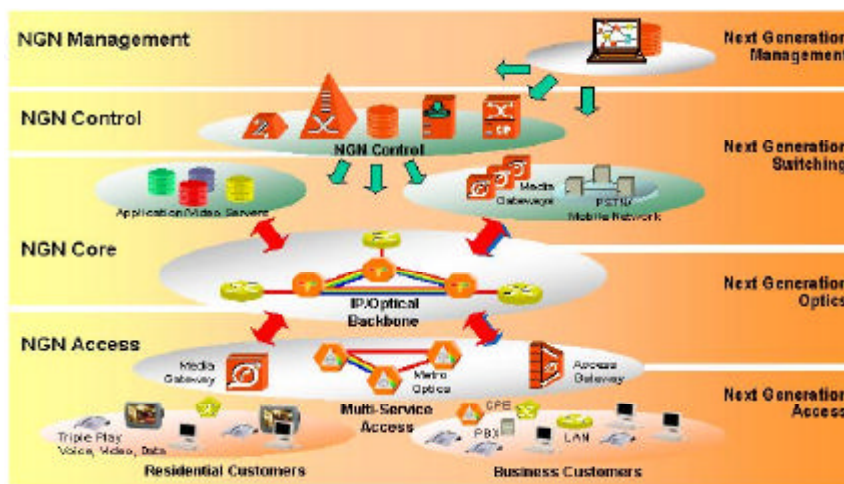 NGN Management
Next Generation
Management
NGN Control
NGN Control
Next Generation
Switching
Application/Video Servers
Media
Gateways
PSTN/
Mobile Network
NGN Core
IP/Optical
Backbone
Next Generation
Optics
NGN Access
Media
Gateway
Metro
Optics
Access
Gateway
Multi-Service
Access
Next Generation
Access
CPE
PBX
LAN
Triple Play
Voice, Video, Data
Residential Customers
Business Customers